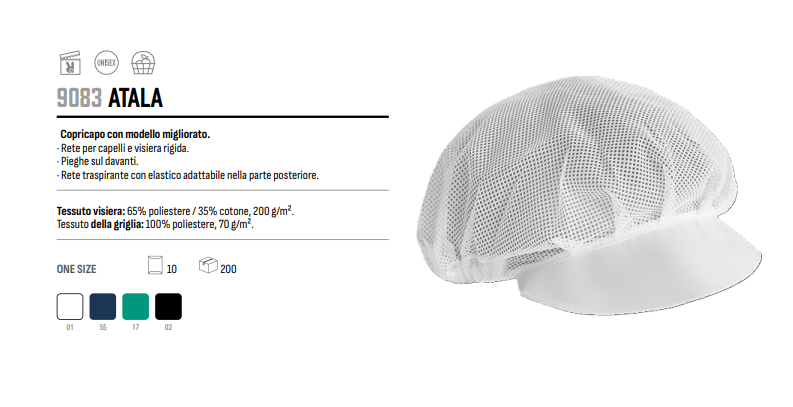 UNISEX
9083 ATALA
Copricapo con modello migliorato.
· Rete per capelli e visiera rigida.
· Pieghe sul davanti.
· Rete traspirante con elastico adattabile nella parte posteriore.
Tessuto visiera: 65% poliestere / 35% cotone, 200 g/m².
Tessuto della griglia: 100% poliestere, 70 g/m².
ONE SIZE 10 200
01 55 17 02